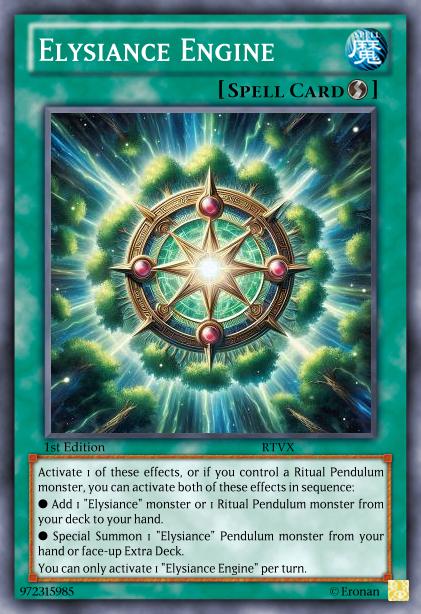 Elysiance Engine
SPELL
魔
[Spell Card]
1st Edition RTVX
Activate 1 of these effects, or if you control a Ritual Pendulum
monster, you can activate both of these effects in sequence:
● Add 1 "Elysiance" monster or 1 Ritual Pendulum monster from
your deck to your hand.
● Special Summon 1 "Elysiance" Pendulum monster from your
hand or face-up Extra Deck.
You can only activate 1 "Elysiance Engine" per turn.
972315985 ©Eronan